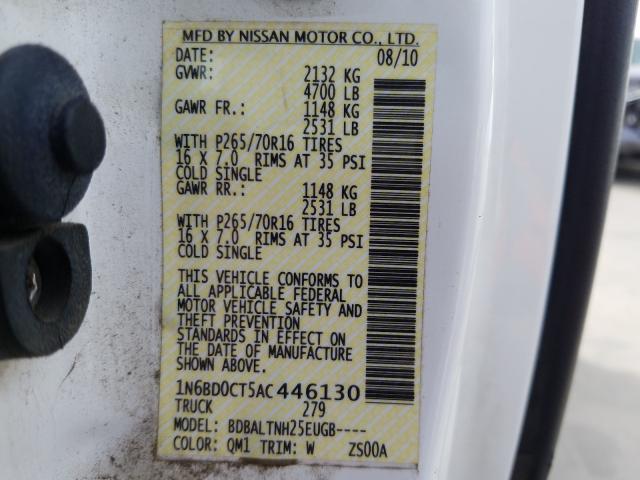 MFD BY NISSAN MOTOR CO., LTD.
DATE: 08/10
GVWR: 2132 KG
4700 LB
GAWR FR.: 1148 KG
2531 LB
WITH P265/70R16 TIRES
16 X 7.0 RIMS AT 35 PSI
COLD SINGLE
GAWR RR.: 1148 KG
2531 LB
WITH P265/70R16 TIRES
16 X 7.0 RIMS AT 35 PSI
COLD SINGLE
THIS VEHICLE CONFORMS TO
ALL APPLICABLE FEDERAL
MOTOR VEHICLE SAFETY AND
THEFT PREVENTION
STANDARDS IN EFFECT ON
THE DATE OF MANUFACTURE
SHOWN ABOVE.
1N6BD0CT5AC446130
TRUCK 279
MODEL: BDBALTNH25EUGB----
COLOR: QM1 TRIM: W ZS00A